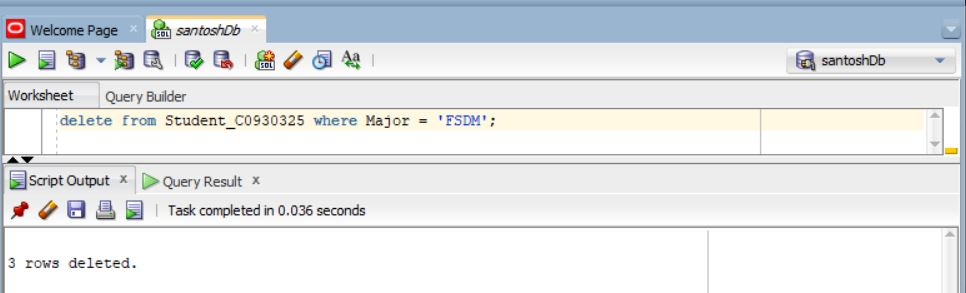 Welcome Page
santoshDb
santoshDb
Worksheet
Query Builder
delete from Student_C0930325 where Major = 'FSDM';
Script Output x
Query Result x
Task completed in 0.036 seconds
3 rows deleted.